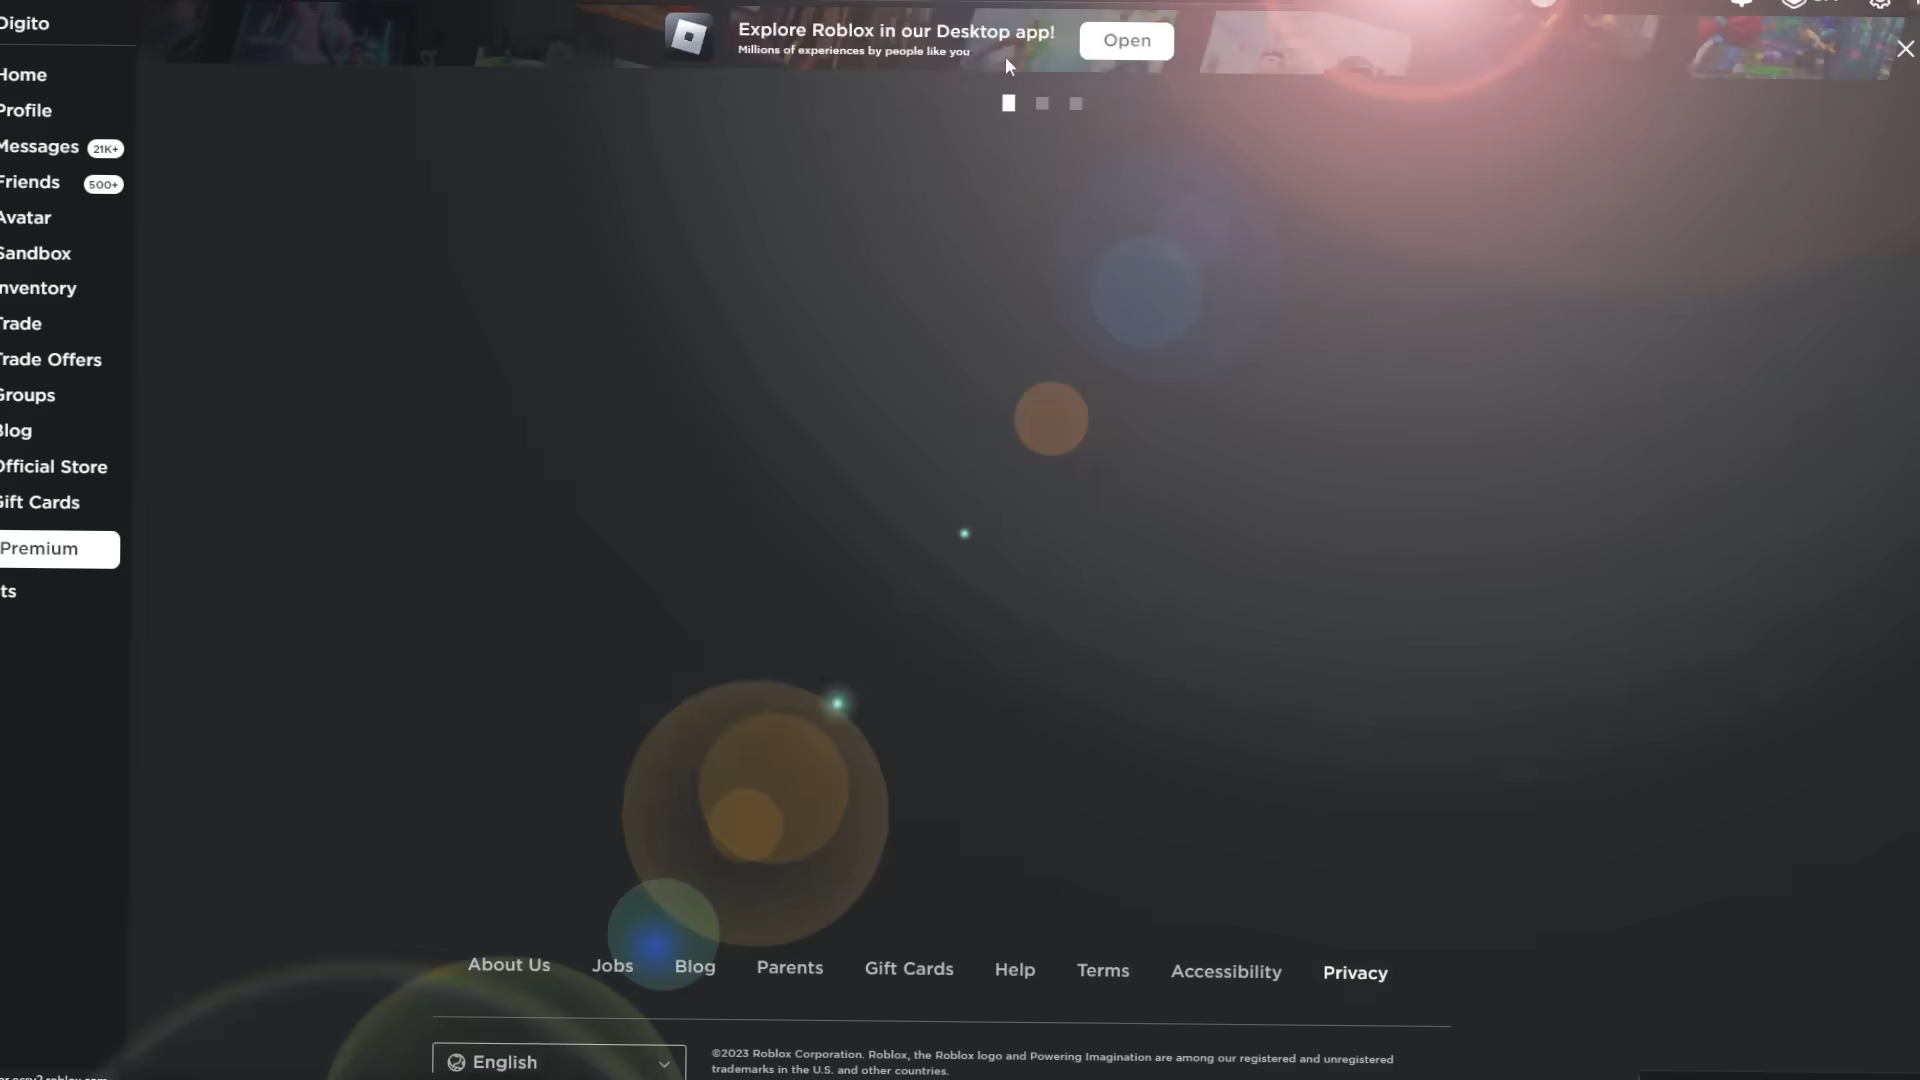 Digito
Home
Profile
Messages 21K+
Friends 500+
Avatar
Sandbox
Inventory
Trade
Trade Offers
Groups
Blog
Official Store
Gift Cards
Premium
ts
Explore Roblox in our Desktop app!
Millions of experiences by people like you
Open
About Us Jobs Blog Parents Gift Cards Help Terms Accessibility Privacy
English
©2023 Roblox Corporation. Roblox, the Roblox logo and Powering Imagination are among our registered and unregistered
trademarks in the U.S. and other countries.